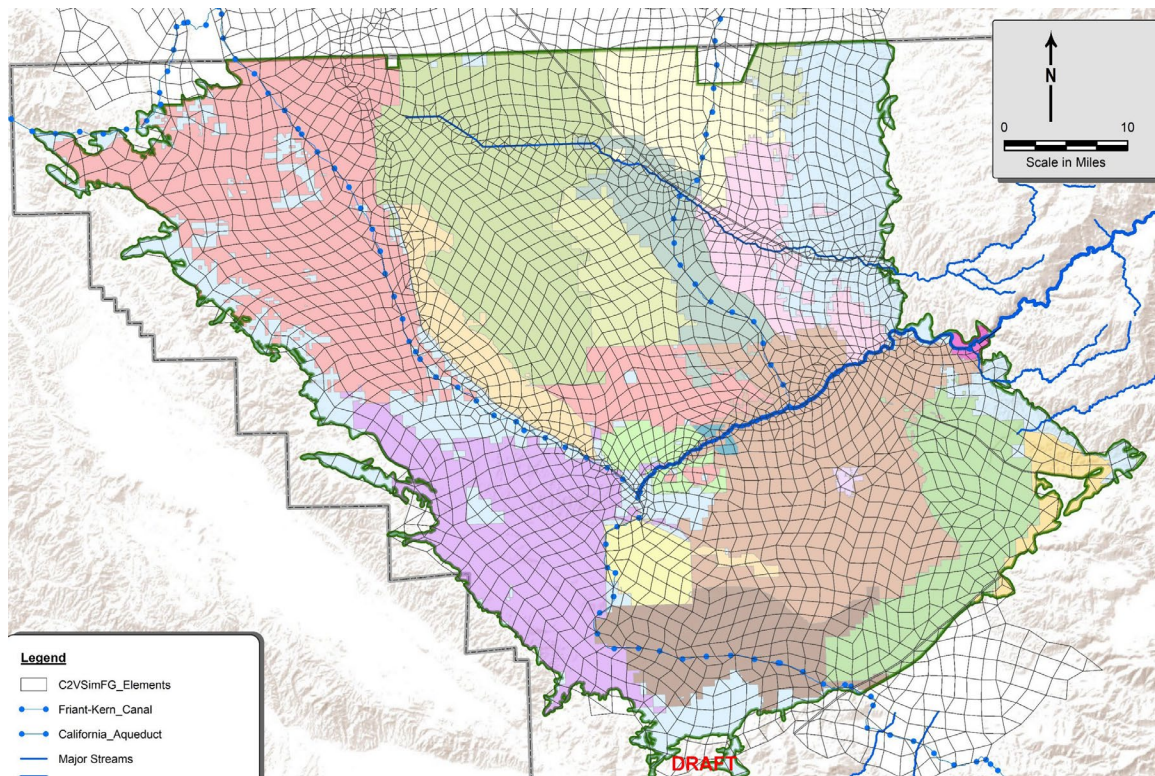 N
0
10
Scale in Miles
Legend
C2VSimFG_Elements
Friant-Kern_Canal
California_Aqueduct
Major Streams
DRAFT